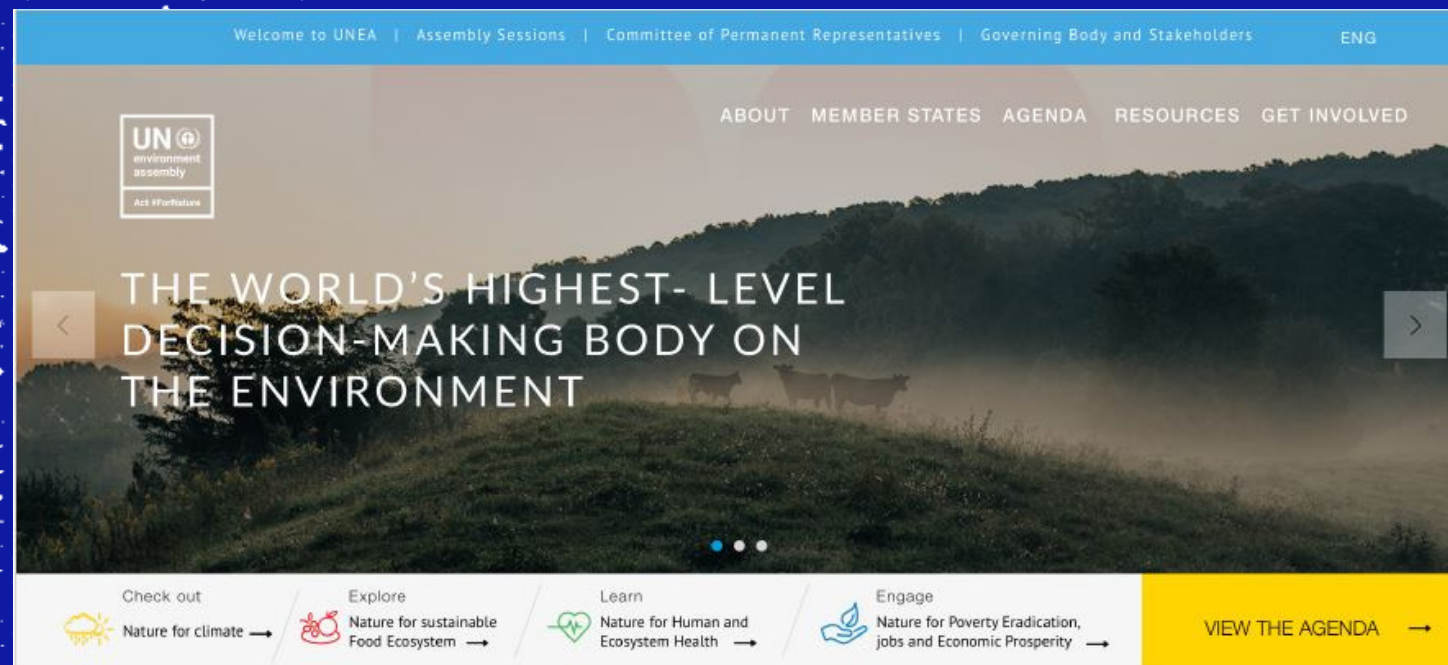 Welcome to UNEA | Assembly Sessions | Committee of Permanent Representatives | Governing Body and Stakeholders ENG
ABOUT MEMBER STATES AGENDA RESOURCES GET INVOLVED
UN
environment
assembly
Act #ForNature
THE WORLD'S HIGHEST- LEVEL
DECISION-MAKING BODY ON
THE ENVIRONMENT
Check out
Nature for climate
Explore
Nature for sustainable
Food Ecosystem
Learn
Nature for Human and
Ecosystem Health
Engage
Nature for Poverty Eradication,
jobs and Economic Prosperity
VIEW THE AGENDA